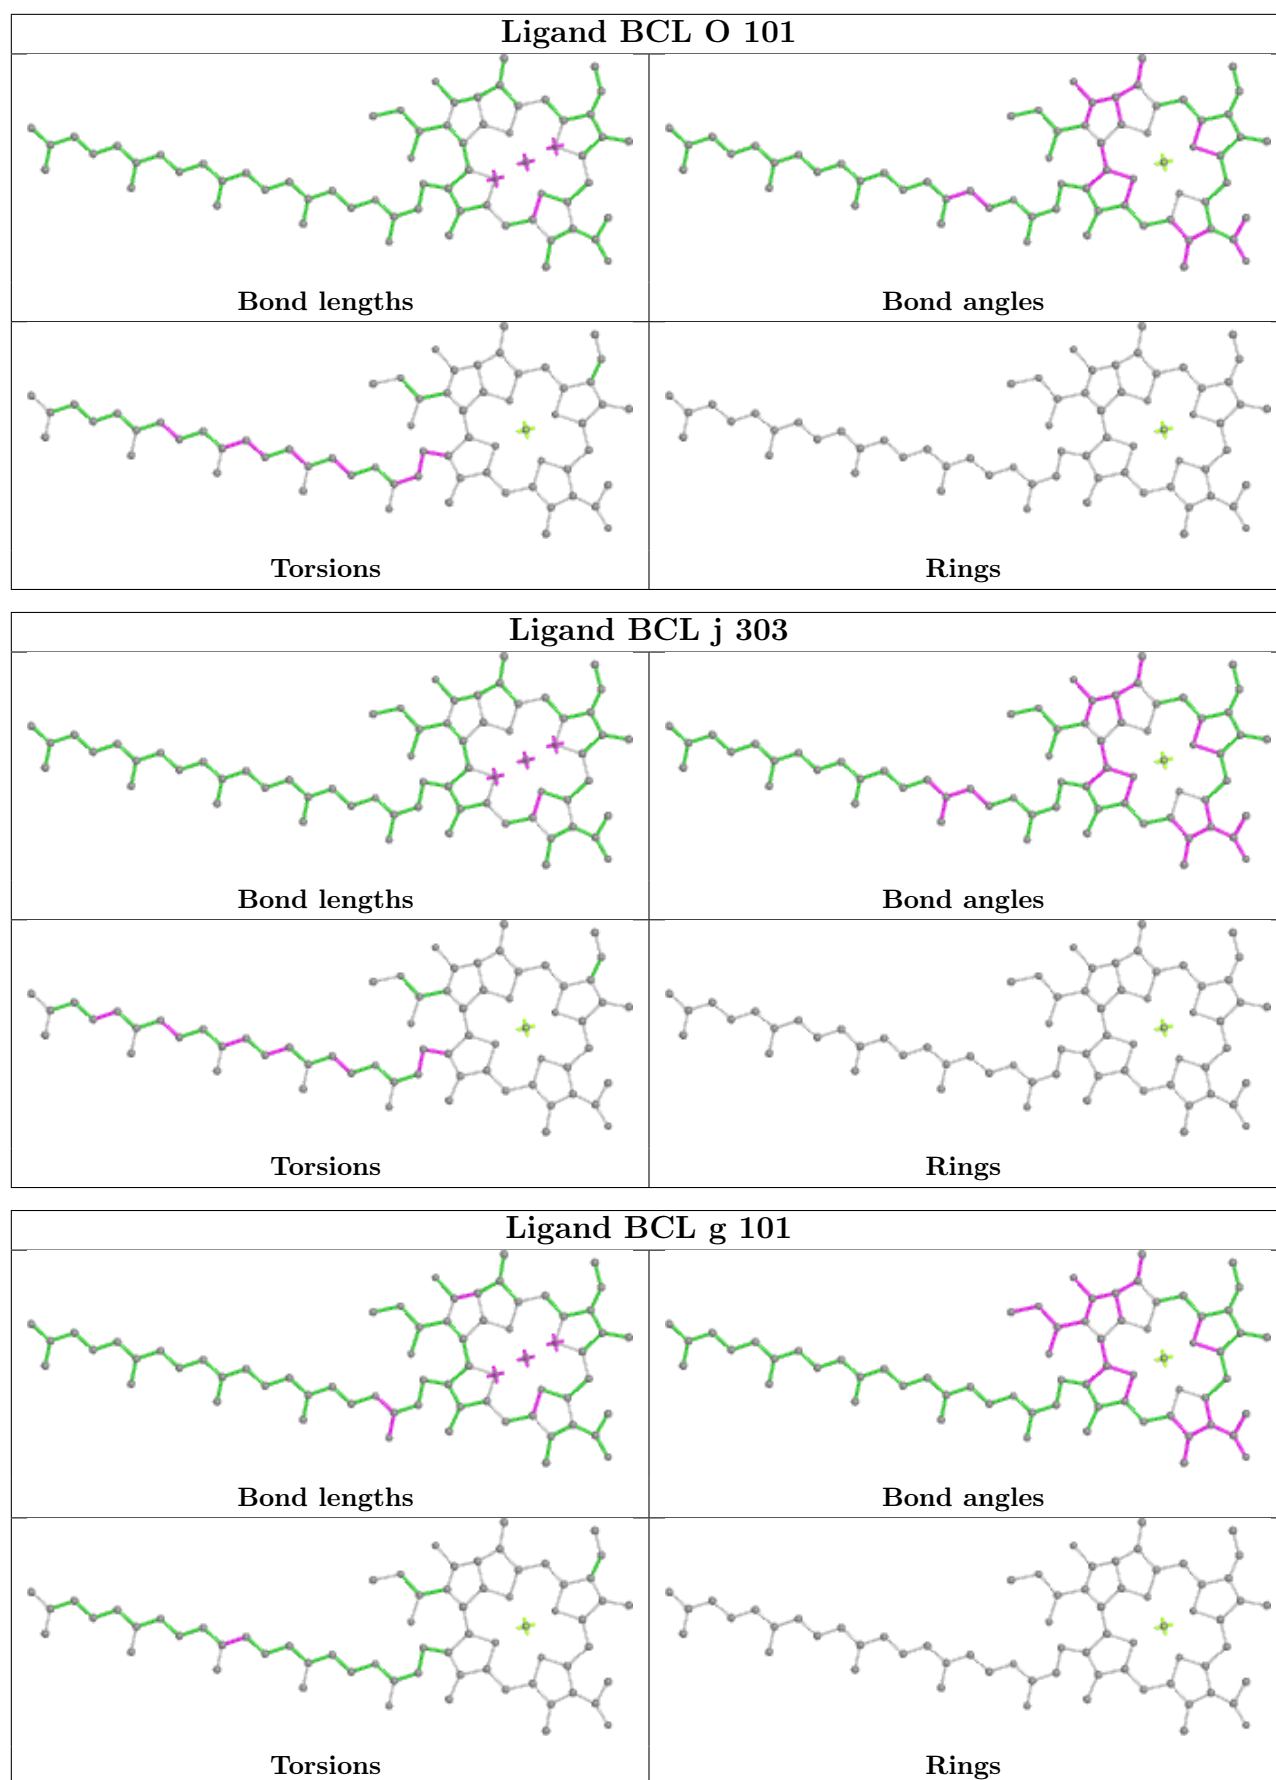 Ligand BCL O 101
Bond lengths
Bond angles
Torsions
Rings
Ligand BCL j 303
Bond lengths
Bond angles
Torsions
Rings
Ligand BCL g 101
Bond lengths
Bond angles
Torsions
Rings